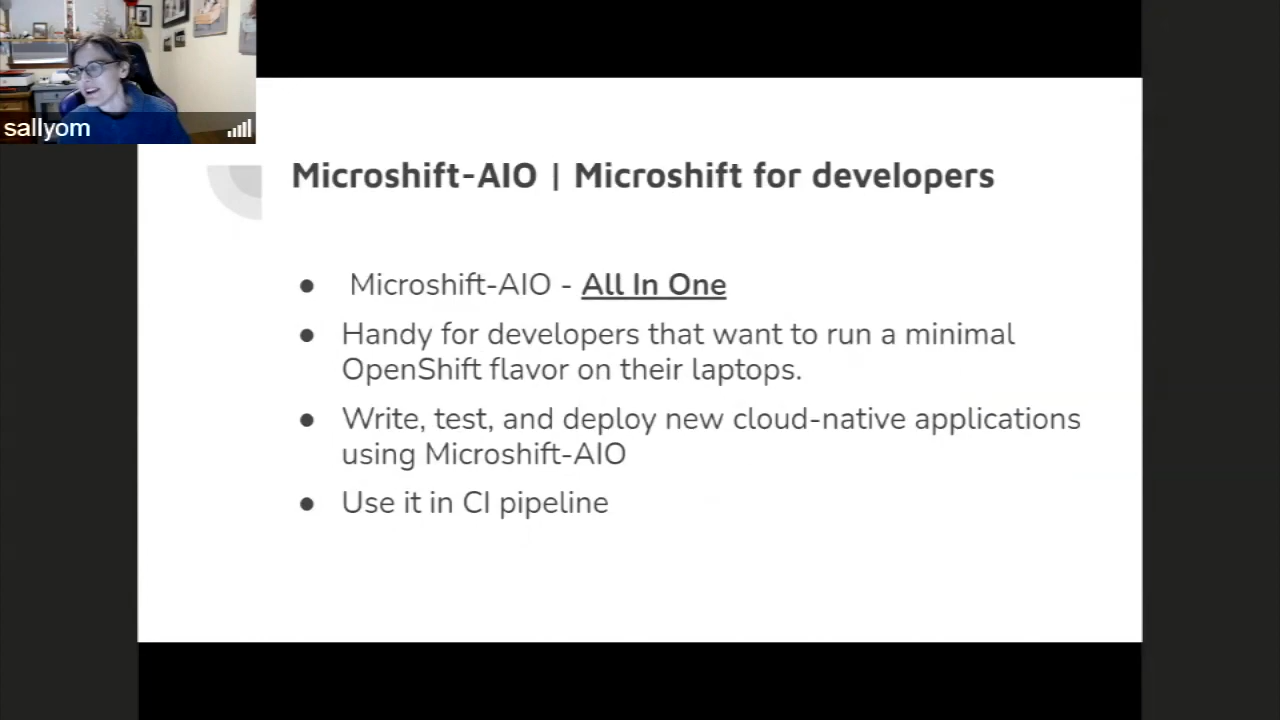 sallyom
Microshift-AIO | Microshift for developers
● Microshift-AIO - All In One
● Handy for developers that want to run a minimal
OpenShift flavor on their laptops.
● Write, test, and deploy new cloud-native applications
using Microshift-AIO
● Use it in CI pipeline